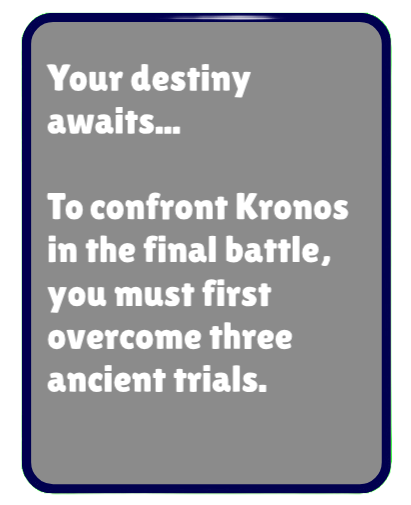 Your destiny
awaits...
To confront Kronos
in the final battle,
you must first
overcome three
ancient trials.